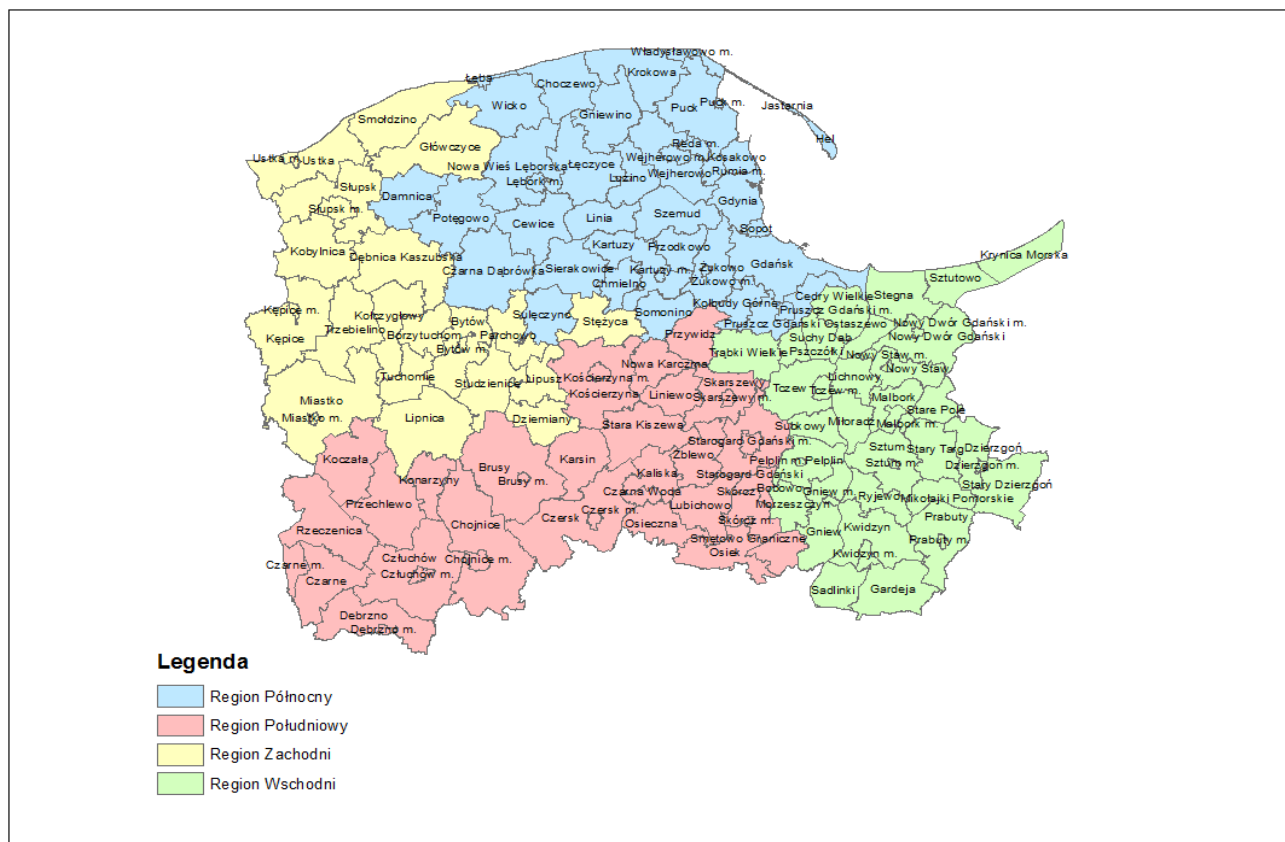 Władysławowo m.
Łeba
Choczewo
Krokowa
Wicko
Gniewino
Puck
Puck m.
Jastarnia
Smołdzino
Hel
Główczyce
Reda m.
Ustka m.
Ustka
Nowa Wieś Lęborska
Łęczyce
Wejherowo m.
Kosakowo
Lębork m.
Luzino
Wejherowo
Rumia m.
Słupsk
Damnica
Słupsk m.
Potęgowo
Cewice
Linia
Szemud
Gdynia
Sopot
Kobylnica
Dębnica Kaszubska
Kartuzy
Przodkowo
Krynica Morska
Czarna Dąbrówka
Sierakowice
Kartuzy m.
Żukowo
Gdańsk
Chmielno
Żukowo m.
Sztutowo
Cedry Wielkie
Stegna
Kępice m.
Kołczygłowy
Bytów
Sulęczyno
Stężyca
Somonino
Kolbudy Górne
Pruszcz Gdański m.
Trzebielino
Borzytuchom
Parchowo
Przywidz
Pruszcz Gdański
Ostaszewo
Nowy Dwór Gdański m.
Kępice
Bytów m.
Suchy Dąb
Nowy Dwór Gdański
Trąbki Wielkie
Pszczółki
Nowy Staw m.
Nowa Karczma
Nowy Staw
Tuchomie
Studzienice
Lipusz
Kościerzyna m.
Skarszewy
Tczew
Lichnowy
Tczew m.
Miastko
Kościerzyna
Liniewo
Skarszewy m.
Malbork
Miastko m.
Lipnica
Dziemiany
Stara Kiszewa
Subkowy
Miłoradz
Stare Pole
Malbork m.
Starogard Gdański m.
Sztum
Stary Targ
Dzierzgoń
Koczała
Brusy
Karsin
Zblewo
Pelplin m.
Pelplin
Sztum m.
Dzierzgoń m.
Konarzyny
Brusy m.
Kaliska
Starogard Gdański
Stary Dzierzgoń
Przechlewo
Czarna Woda
Skórcz
Bobowo
Gniew m.
Ryjewo
Mikołajki Pomorskie
Rzeczenica
Chojnice
Czersk
Czersk m.
Lubichowo
Morzeszczyn
Osieczna
Skórcz m.
Gniew
Kwidzyn
Prabuty
Człuchów
Chojnice m.
Smętowo Graniczne
Prabuty m.
Czarne m.
Człuchów m.
Osiek
Kwidzyn m.
Czarne
Sadlinki
Gardeja
Debrzno
Debrzno m.
Legenda
Region Północny
Region Południowy
Region Zachodni
Region Wschodni